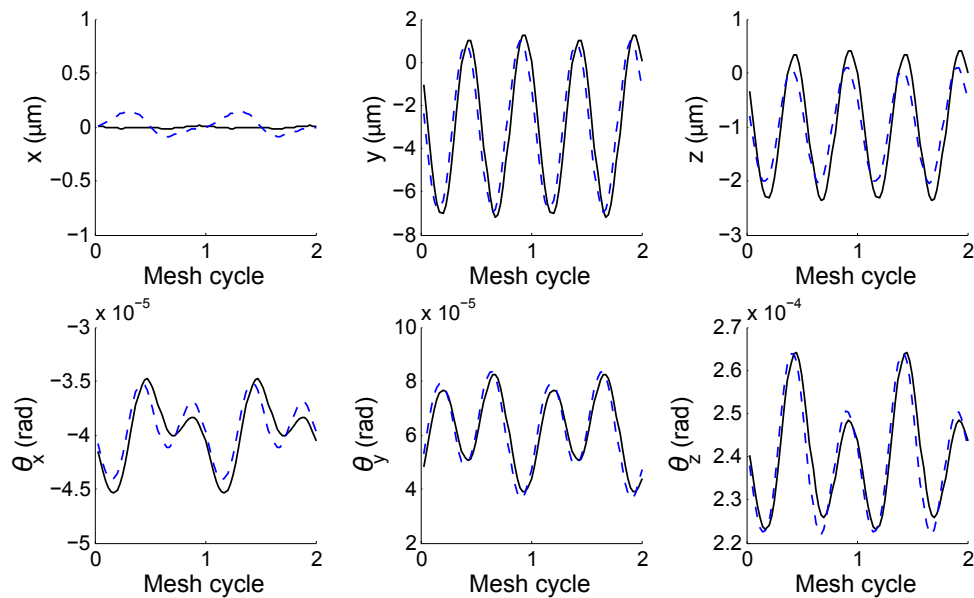 1
0.5
0
−0.5
−1
x (μm)
0 1 2
Mesh cycle
2
0
−2
−4
−6
−8
y (μm)
0 1 2
Mesh cycle
1
0
−1
−2
−3
z (μm)
0 1 2
Mesh cycle
x 10⁻⁵
−3
−3.5
−4
−4.5
−5
θx (rad)
0 1 2
Mesh cycle
x 10⁻⁵
10
8
6
4
2
θy (rad)
0 1 2
Mesh cycle
x 10⁻⁴
2.7
2.6
2.5
2.4
2.3
2.2
θz (rad)
0 1 2
Mesh cycle